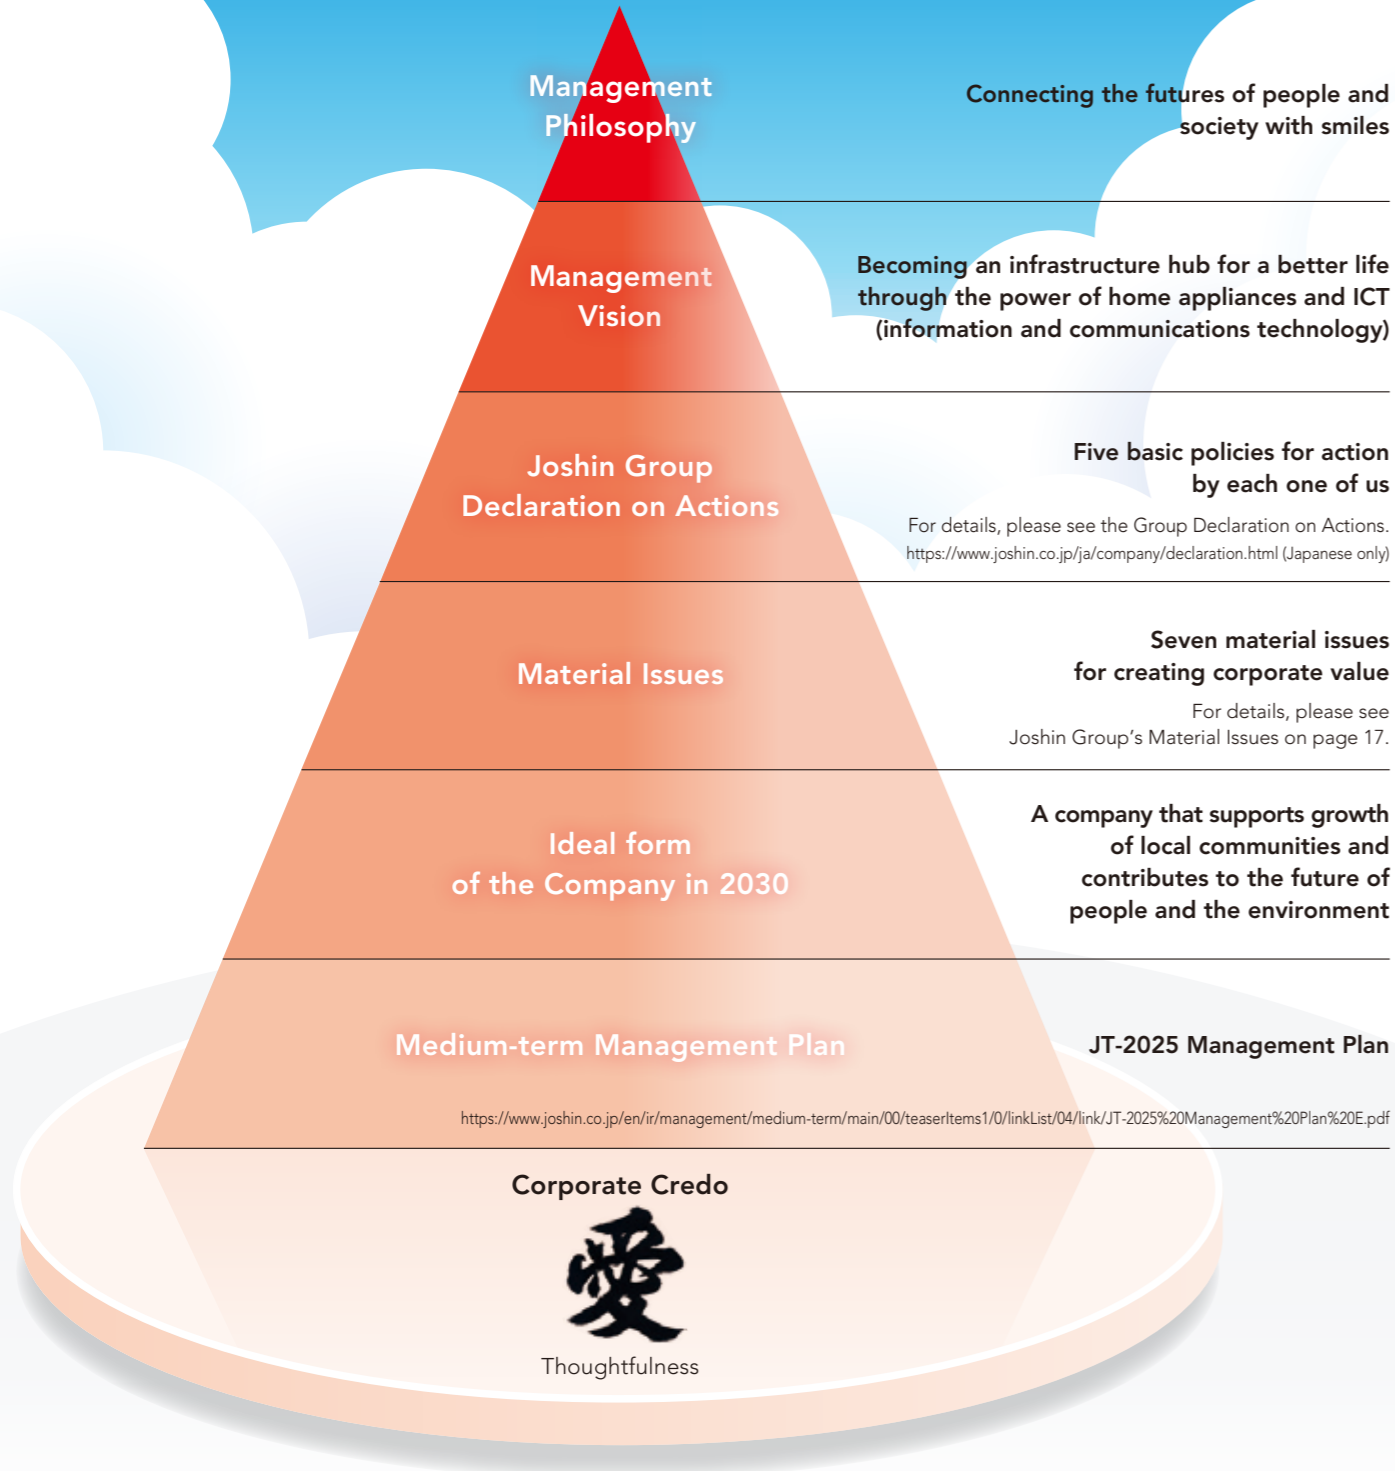 Management
Philosophy
Connecting the futures of people and
society with smiles
Management
Vision
Becoming an infrastructure hub for a better life
through the power of home appliances and ICT
(information and communications technology)
Joshin Group
Declaration on Actions
Five basic policies for action
by each one of us
For details, please see the Group Declaration on Actions.
https://www.joshin.co.jp/ja/company/declaration.html (Japanese only)
Material Issues
Seven material issues
for creating corporate value
For details, please see
Joshin Group’s Material Issues on page 17.
Ideal form
of the Company in 2030
A company that supports growth
of local communities and
contributes to the future of
people and the environment
Medium-term Management Plan
JT-2025 Management Plan
https://www.joshin.co.jp/en/ir/management/medium-term/main/00/teaserItems1/0/linkList/04/link/JT-2025%20Management%20Plan%20E.pdf
Corporate Credo
愛
Thoughtfulness